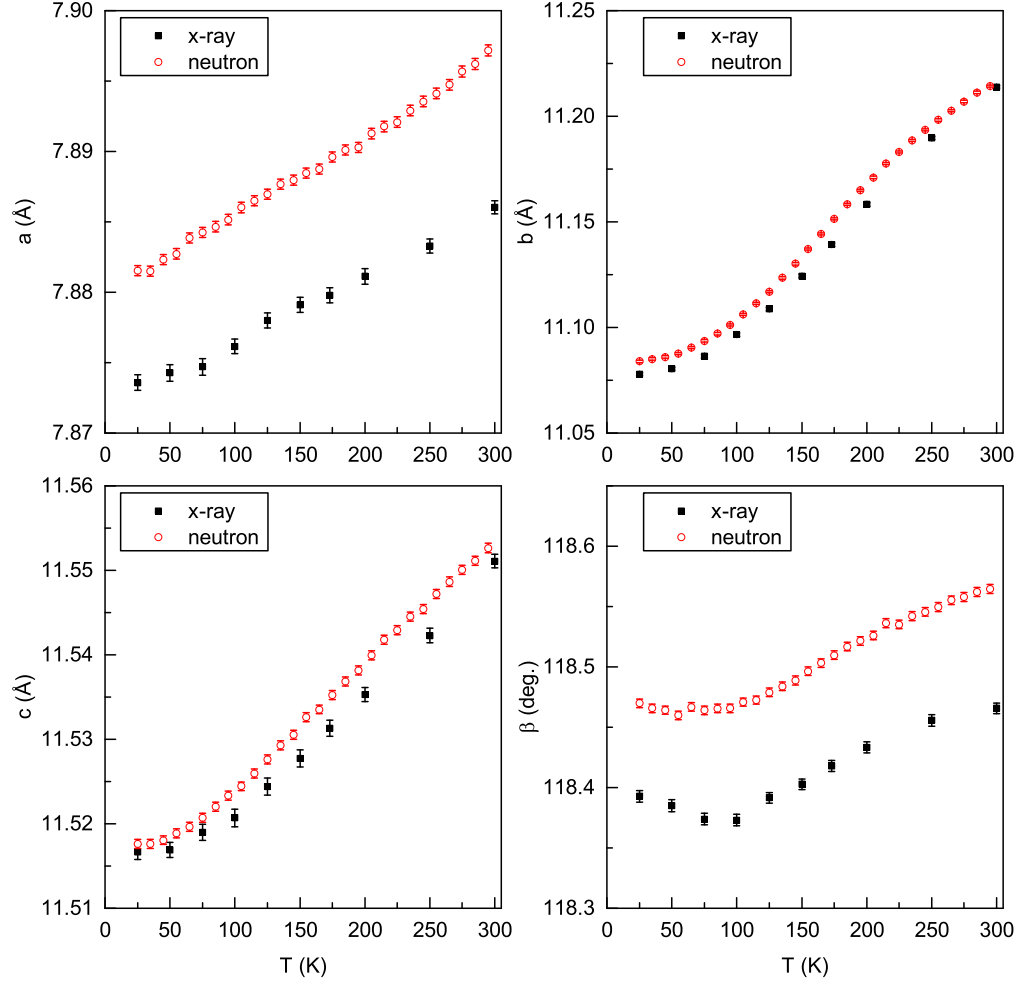 7.90
7.89
7.88
7.87
a (Å)
x-ray
neutron
0 50 100 150 200 250 300
11.25
11.20
11.15
11.10
11.05
b (Å)
x-ray
neutron
0 50 100 150 200 250 300
11.56
11.55
11.54
11.53
11.52
11.51
c (Å)
x-ray
neutron
0 50 100 150 200 250 300
T (K)
118.6
118.5
118.4
118.3
β (deg.)
x-ray
neutron
0 50 100 150 200 250 300
T (K)